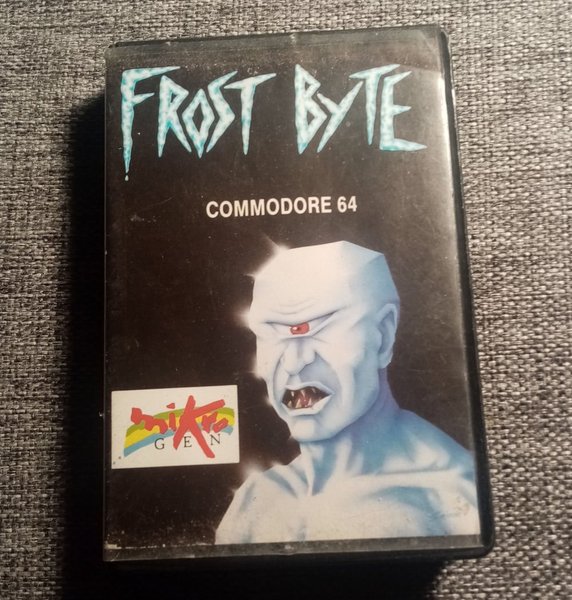 FROST BYTE
COMMODORE 64
miKro
GEN